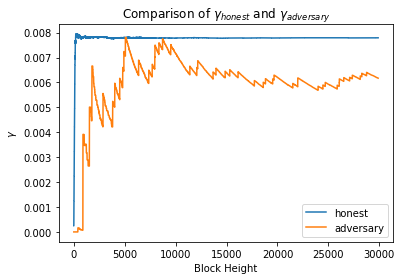 Comparison of γhonest and γadversary
0.008
0.007
0.006
0.005
0.004
0.003
0.002
0.001
0.000
γ
0 5000 10000 15000 20000 25000 30000
Block Height
honest
adversary